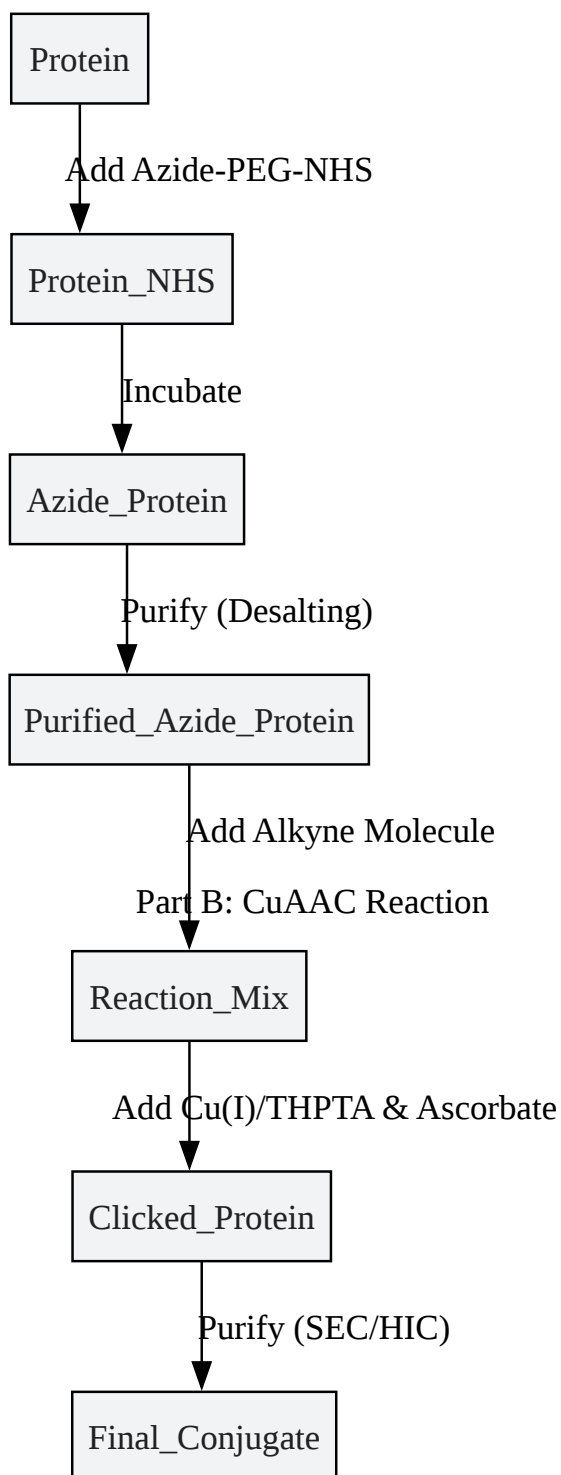 Protein
Add Azide-PEG-NHS
Protein_NHS
Incubate
Azide_Protein
Purify (Desalting)
Purified_Azide_Protein
Add Alkyne Molecule
Part B: CuAAC Reaction
Reaction_Mix
Add Cu(I)/THPTA & Ascorbate
Clicked_Protein
Purify (SEC/HIC)
Final_Conjugate